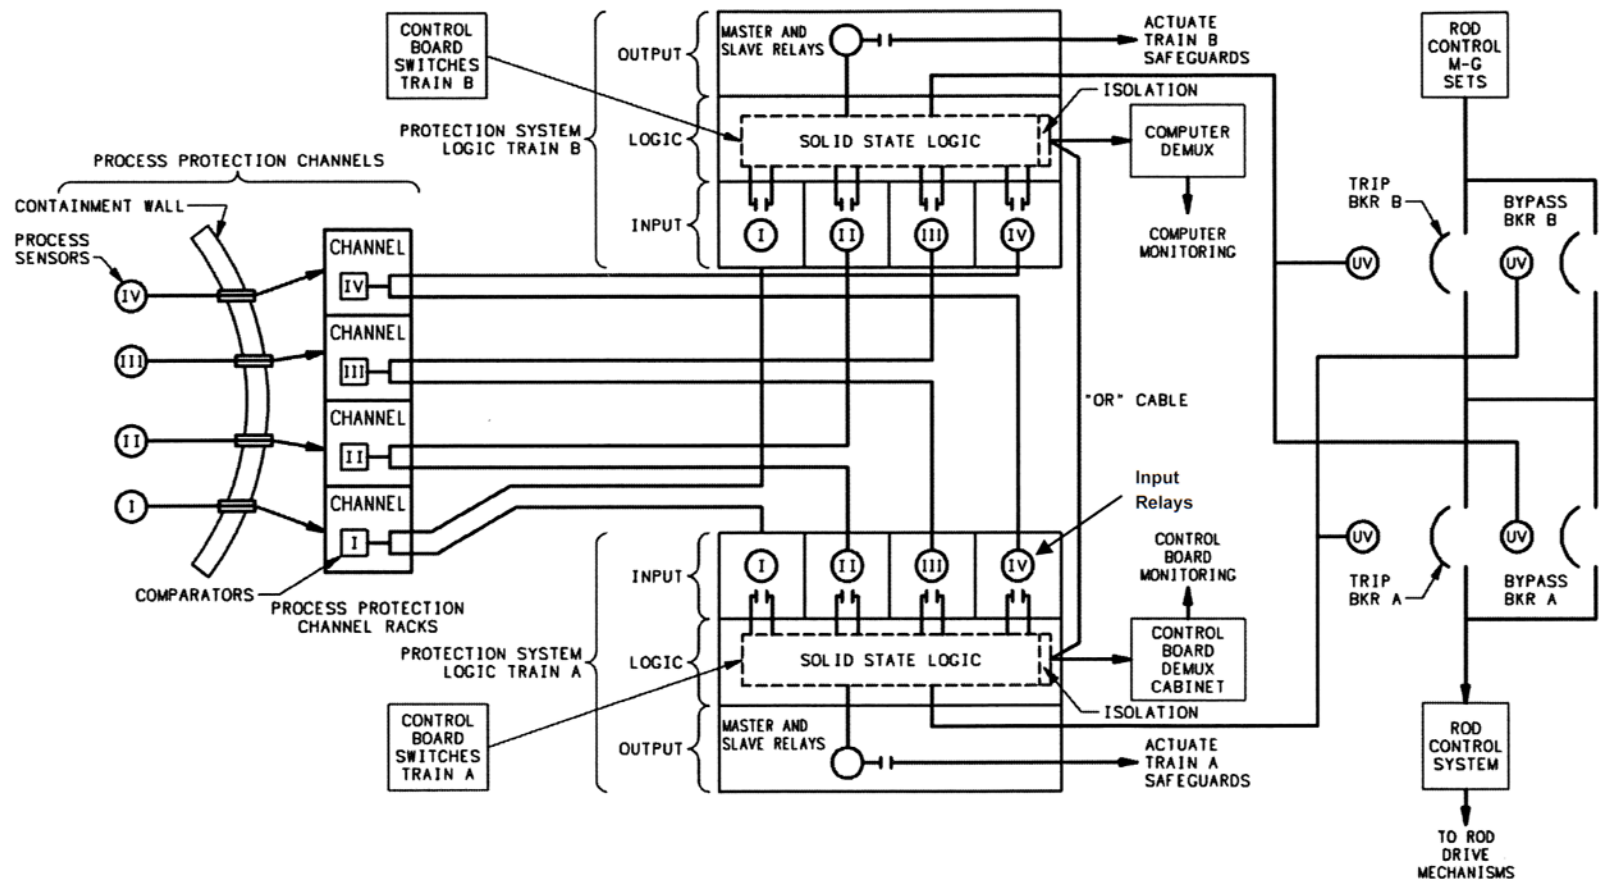 CONTROL
BOARD
SWITCHES
TRAIN B
OUTPUT
MASTER AND
SLAVE RELAYS
ACTUATE
TRAIN B
SAFEGUARDS
ROD
CONTROL
M-G
SETS
PROTECTION SYSTEM
LOGIC TRAIN B
LOGIC
SOLID STATE LOGIC
ISOLATION
COMPUTER
DEMUX
COMPUTER
MONITORING
INPUT
I
II
III
IV
TRIP
BKR B
BYPASS
BKR B
UV
UV
PROCESS PROTECTION CHANNELS
CONTAINMENT WALL
PROCESS
SENSORS
IV
III
II
I
CHANNEL
IV
CHANNEL
III
CHANNEL
II
CHANNEL
I
COMPARATORS
PROCESS PROTECTION
CHANNEL RACKS
"OR" CABLE
Input
Relays
INPUT
I
II
III
IV
CONTROL
BOARD
MONITORING
UV
UV
TRIP
BKR A
BYPASS
BKR A
PROTECTION SYSTEM
LOGIC TRAIN A
LOGIC
SOLID STATE LOGIC
CONTROL
BOARD
DEMUX
CABINET
ISOLATION
CONTROL
BOARD
SWITCHES
TRAIN A
OUTPUT
MASTER AND
SLAVE RELAYS
ACTUATE
TRAIN A
SAFEGUARDS
ROD
CONTROL
SYSTEM
TO ROD
DRIVE
MECHANISMS